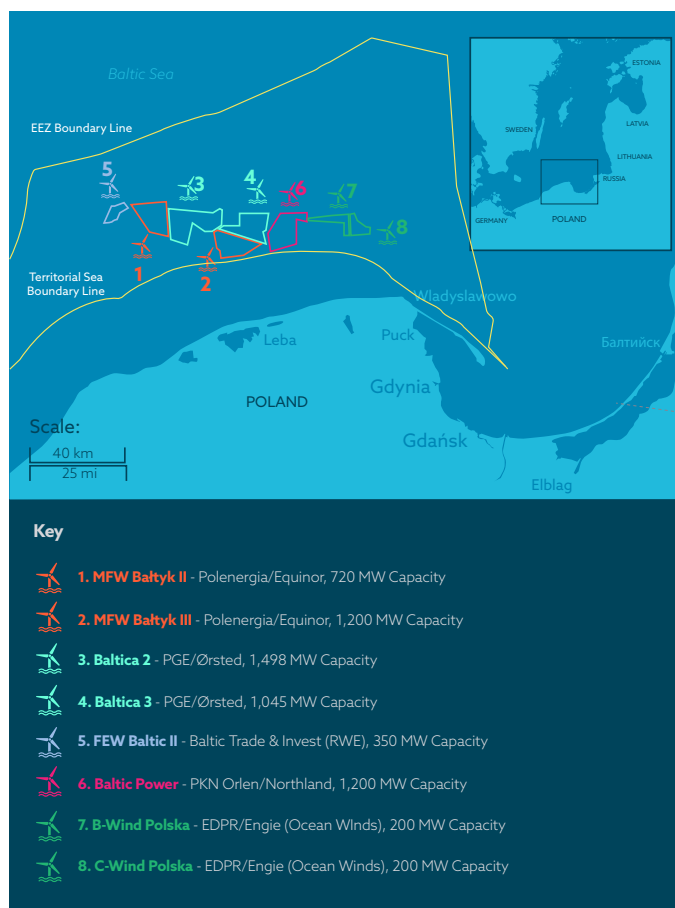 Baltic Sea
ESTONIA
LATVIA
SWEDEN
LITHUANIA
RUSSIA
GERMANY
POLAND
EEZ Boundary Line
5
3
4
6
7
8
1
2
Territorial Sea
Boundary Line
Wladyslawowo
Leba
Puck
Балтийск
Gdynia
POLAND
Gdańsk
Elblag
Scale:
40 km
25 mi
Key
1. MFW Bałtyk II - Polenergia/Equinor, 720 MW Capacity
2. MFW Bałtyk III - Polenergia/Equinor, 1,200 MW Capacity
3. Baltica 2 - PGE/Ørsted, 1,498 MW Capacity
4. Baltica 3 - PGE/Ørsted, 1,045 MW Capacity
5. FEW Baltic II - Baltic Trade & Invest (RWE), 350 MW Capacity
6. Baltic Power - PKN Orlen/Northland, 1,200 MW Capacity
7. B-Wind Polska - EDPR/Engie (Ocean WInds), 200 MW Capacity
8. C-Wind Polska - EDPR/Engie (Ocean Winds), 200 MW Capacity